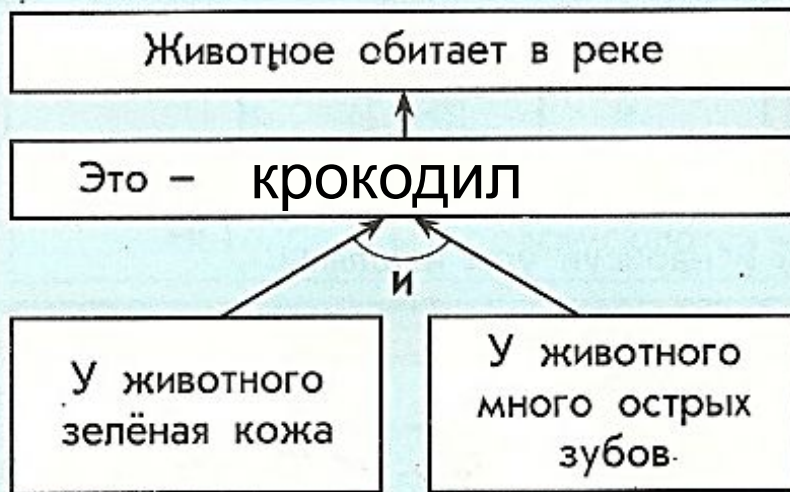 Животное обитает в реке
Это – крокодил
и
У животного
зелёная кожа
У животного
много острых
зубов